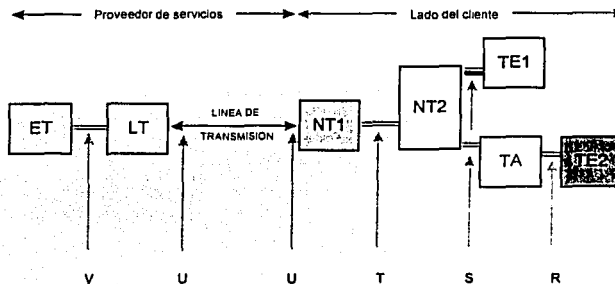 Proveedor de servicios
Lado del cliente
TE1
NT2
ET
LT
LINEA DE
TRANSMISION
NT1
TA
TE2
V
U
U
T
S
R